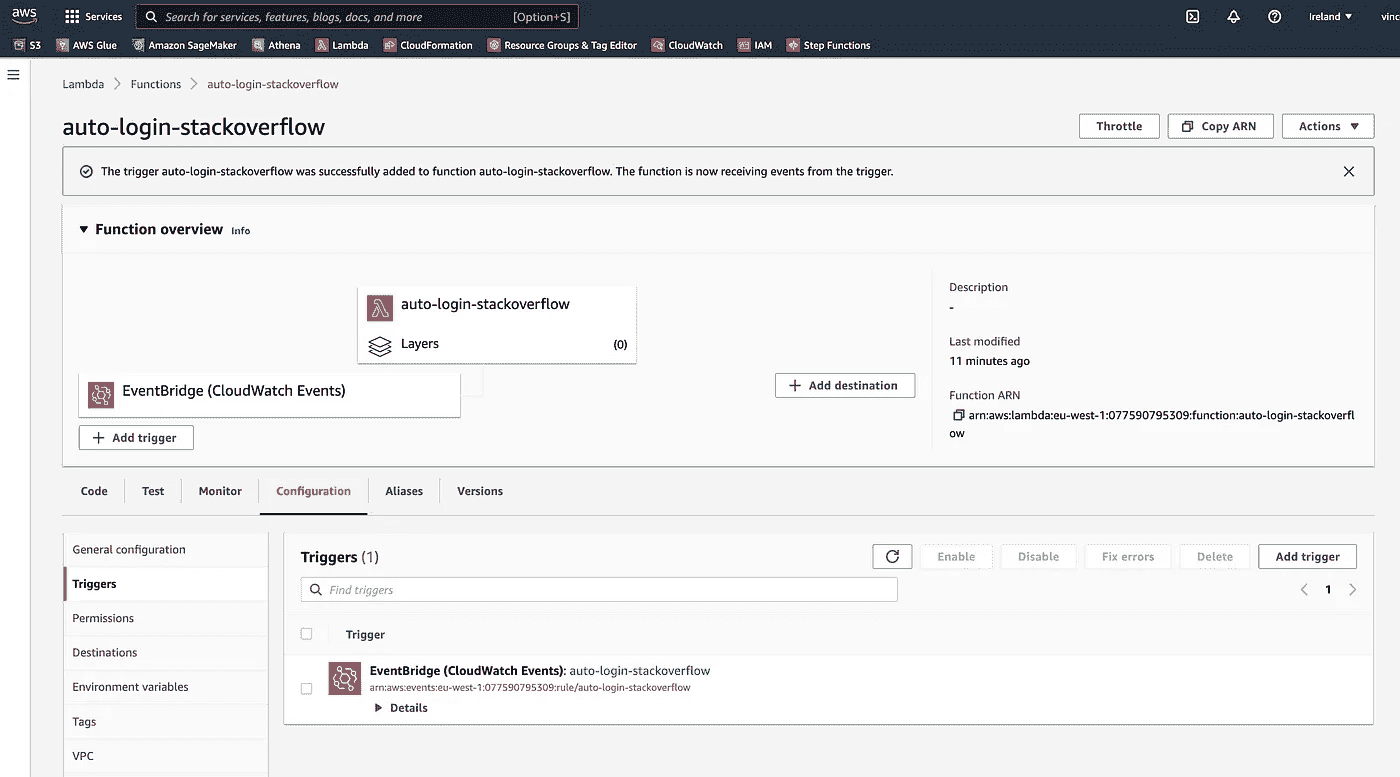 aws Services Search for services, features, blogs, docs, and more [Option+S] Ireland ▼ vinc
S3 AWS Glue Amazon SageMaker Athena Lambda CloudFormation Resource Groups & Tag Editor CloudWatch IAM Step Functions
Lambda > Functions > auto-login-stackoverflow
auto-login-stackoverflow
Throttle Copy ARN Actions ▼
The trigger auto-login-stackoverflow was successfully added to function auto-login-stackoverflow. The function is now receiving events from the trigger.
▼ Function overview Info
auto-login-stackoverflow
Layers (0)
EventBridge (CloudWatch Events)
+ Add trigger
+ Add destination
Description
-
Last modified
11 minutes ago
Function ARN
arn:aws:lambda:eu-west-1:077590795309:function:auto-login-stackoverfl
ow
Code Test Monitor Configuration Aliases Versions
General configuration
Triggers
Permissions
Destinations
Environment variables
Tags
VPC
Triggers (1)
Enable Disable Fix errors Delete Add trigger
Find triggers
< 1 >
Trigger
EventBridge (CloudWatch Events): auto-login-stackoverflow
arn:aws:events:eu-west-1:077590795309:rule/auto-login-stackoverflow
▶ Details